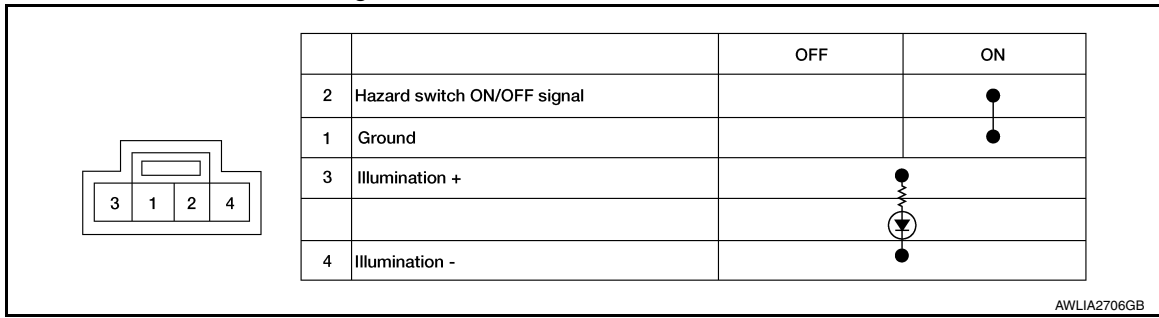 OFF ON
2 Hazard switch ON/OFF signal
1 Ground
3 Illumination +
4 Illumination -
3 1 2 4
AWLIA2706GB